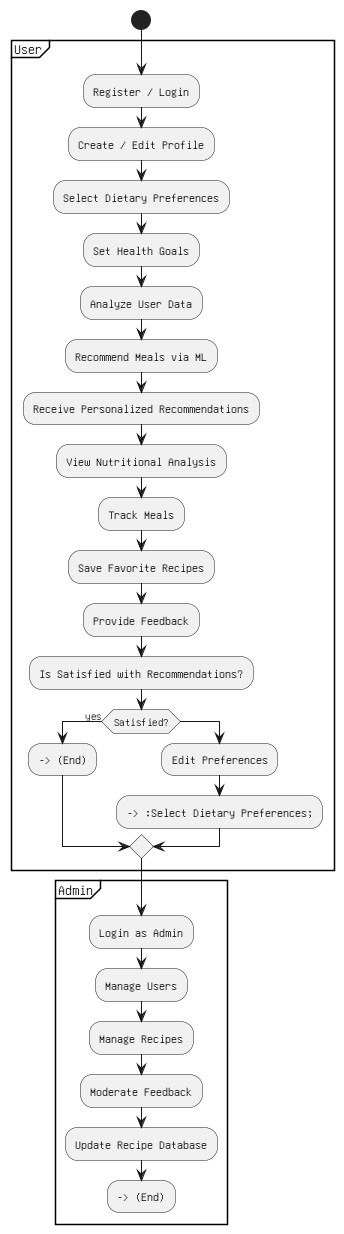 User
Register / Login
Create / Edit Profile
Select Dietary Preferences
Set Health Goals
Analyze User Data
Recommend Meals via ML
Receive Personalized Recommendations
View Nutritional Analysis
Track Meals
Save Favorite Recipes
Provide Feedback
Is Satisfied with Recommendations?
yes
Satisfied?
-> (End)
Edit Preferences
-> :Select Dietary Preferences;
Admin
Login as Admin
Manage Users
Manage Recipes
Moderate Feedback
Update Recipe Database
-> (End)